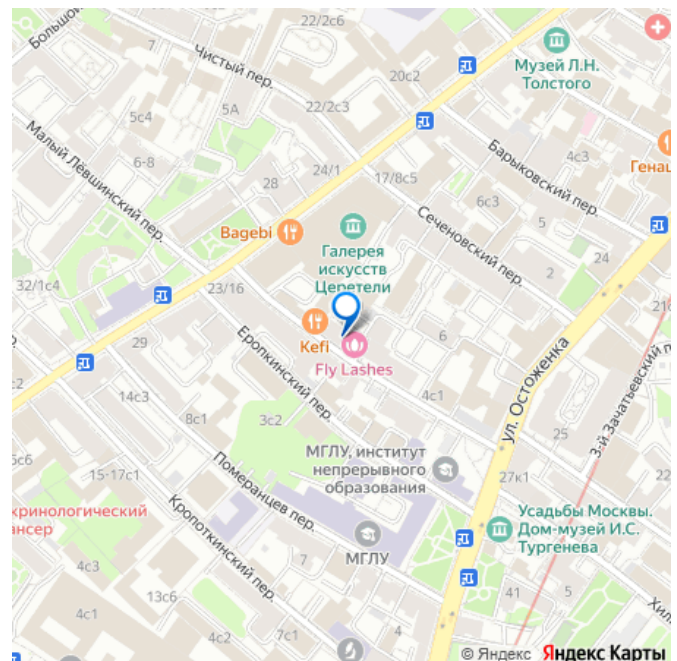 Большой
22/2с6
7
Чистый пер.
20с2
Музей Л.Н.
Толстого
5А
22/2с3
5с4
Малый Лёвшинский пер.
6-8
24/1
17/8с5
Барыковский пер.
4с3
28
Сеченовский пер.
6с3
5
Bagebi
Галерея
искусств
Церетели
2
24
32/1с4
23/16
Kefi
Fly Lashes
6
ул. Остоженка
3-й Зачатьевский п
29
Еропкинский пер.
4с1
14с3
8с1
3с2
25
МГЛУ, институт
непрерывного
образования
15-17с1
Померанцев пер.
27к1
22
кринологический
ансер
Кропоткинский пер.
Усадьбы Москвы.
Дом-музей И.С.
Тургенева
МГЛУ
4с3
13с6
41
5
4с1
4с2
7с1
4
© Яндекс Яндекс Карты